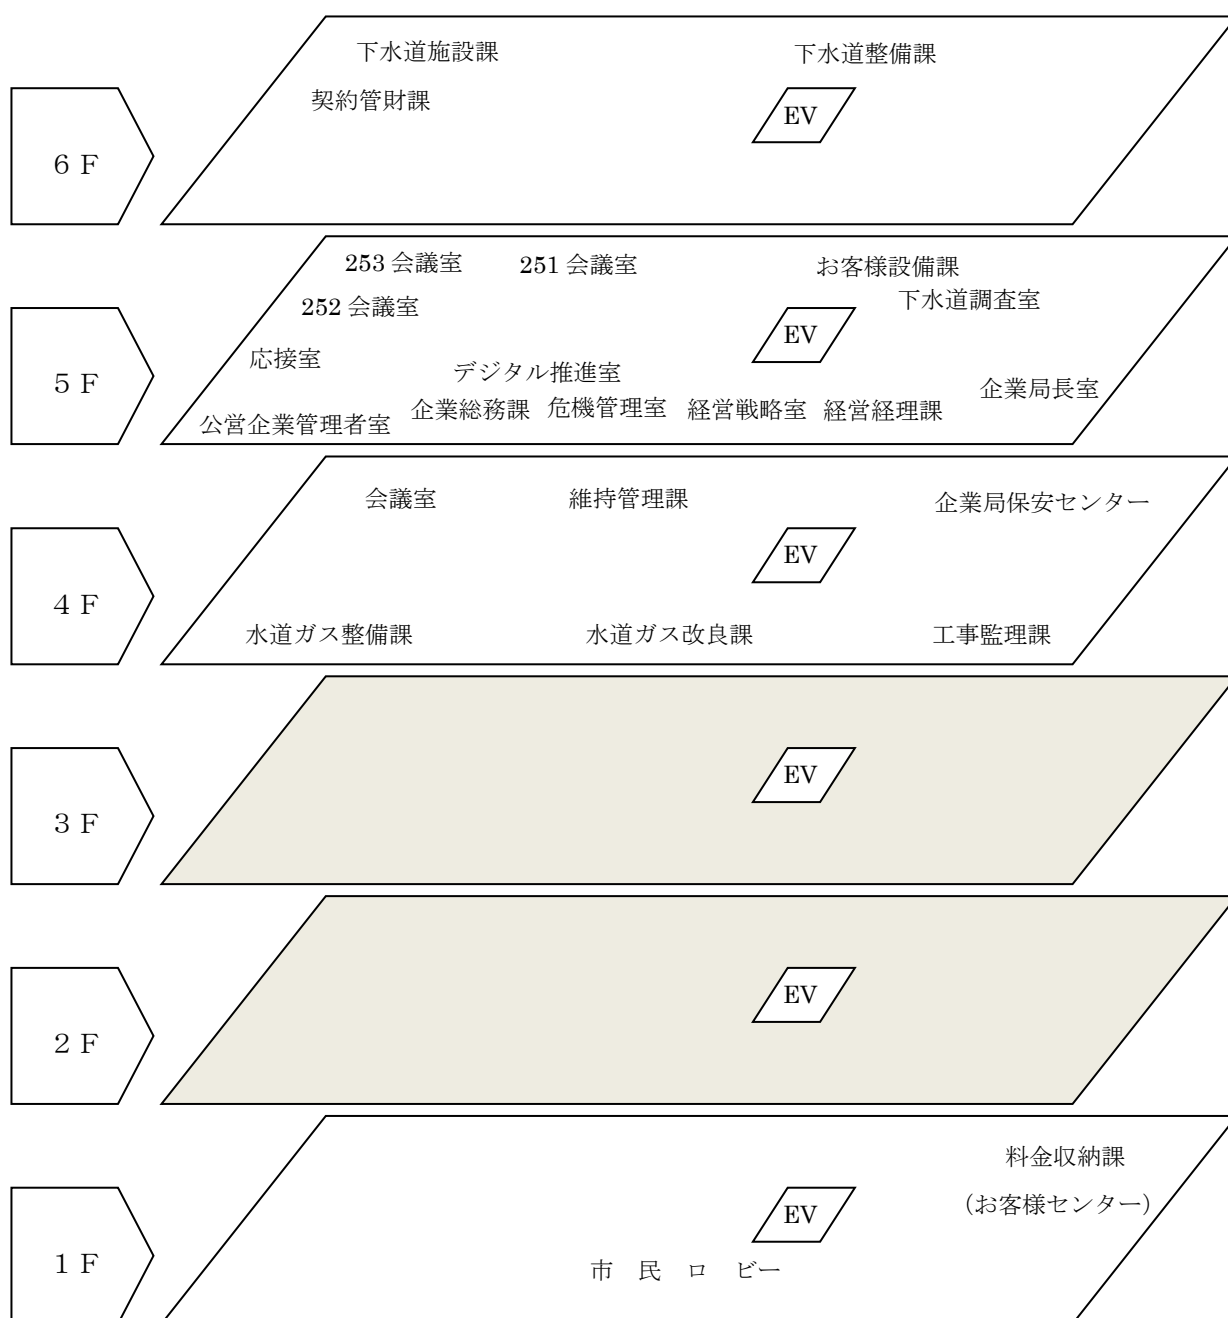 下水道施設課
下水道整備課
契約管財課
EV
６Ｆ
253 会議室
251 会議室
お客様設備課
252 会議室
下水道調査室
EV
応接室
デジタル推進室
５Ｆ
企業局長室
公営企業管理者室
企業総務課
危機管理室
経営戦略室
経営経理課
会議室
維持管理課
企業局保安センター
EV
４Ｆ
水道ガス整備課
水道ガス改良課
工事監理課
EV
３Ｆ
EV
２Ｆ
料金収納課
(お客様センター)
EV
１Ｆ
市 民 ロ ビー